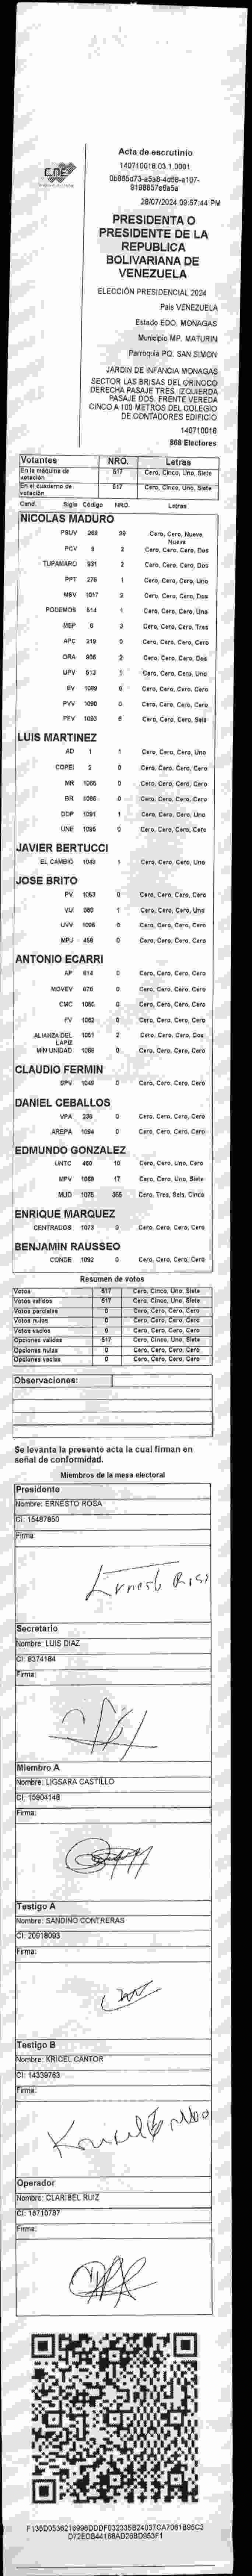 CNE
Acta de escrutinio
140710018.03.1.0001
28/07/2024 09:57:44 PM
PRESIDENTA O
PRESIDENTE DE LA
REPUBLICA
BOLIVARIANA DE
VENEZUELA
ELECCIÓN PRESIDENCIAL 2024
País VENEZUELA
Estado EDO. MONAGAS
Municipio MP. MATURIN
Parroquia PQ. SAN SIMON
JARDIN DE INFANCIA MONAGAS
SECTOR LAS BRISAS DEL ORINOCO
DERECHA PASAJE TRES. IZQUIERDA
PASAJE DOS. FRENTE VEREDA
CINCO A 100 METROS DEL COLEGIO
DE CONTADORES EDIFICIO
140710018
868 Electores
Votantes NRO. Letras
En la máquina de votación 517 Cero, Cinco, Uno, Siete
En el cuaderno de votación 517 Cero, Cinco, Uno, Siete
Cand. Sigla Código NRO. Letras
NICOLAS MADURO
PSUV 269 99 Cero, Cero, Nueve, Nueve
PCV 9 2 Cero, Cero, Cero, Dos
TUPAMARO 931 2 Cero, Cero, Cero, Dos
PPT 276 1 Cero, Cero, Cero, Uno
MSV 1017 2 Cero, Cero, Cero, Dos
PODEMOS 514 1 Cero, Cero, Cero, Uno
MEP 6 3 Cero, Cero, Cero, Tres
APC 219 0 Cero, Cero, Cero, Cero
ORA 906 2 Cero, Cero, Cero, Dos
UPV 513 1 Cero, Cero, Cero, Uno
EV 1089 0 Cero, Cero, Cero, Cero
PVV 1090 0 Cero, Cero, Cero, Cero
PFV 1093 6 Cero, Cero, Cero, Seis
LUIS MARTINEZ
AD 1 1 Cero, Cero, Cero, Uno
COPEI 2 0 Cero, Cero, Cero, Cero
MR 1065 0 Cero, Cero, Cero, Cero
BR 1086 0 Cero, Cero, Cero, Cero
DDP 1091 1 Cero, Cero, Cero, Uno
UNE 1095 0 Cero, Cero, Cero, Cero
JAVIER BERTUCCI
EL CAMBIO 1048 1 Cero, Cero, Cero, Uno
JOSE BRITO
PV 1053 0 Cero, Cero, Cero, Cero
VU 966 1 Cero, Cero, Cero, Uno
UVV 1096 0 Cero, Cero, Cero, Cero
MPJ 456 0 Cero, Cero, Cero, Cero
ANTONIO ECARRI
AP 814 0 Cero, Cero, Cero, Cero
MOVEV 876 0 Cero, Cero, Cero, Cero
CMC 1050 0 Cero, Cero, Cero, Cero
FV 1052 0 Cero, Cero, Cero, Cero
ALIANZA DEL LAPIZ 1051 2 Cero, Cero, Cero, Dos
MIN UNIDAD 1088 0 Cero, Cero, Cero, Cero
CLAUDIO FERMIN
SPV 1049 0 Cero, Cero, Cero, Cero
DANIEL CEBALLOS
VPA 236 0 Cero, Cero, Cero, Cero
AREPA 1094 0 Cero, Cero, Cero, Cero
EDMUNDO GONZALEZ
UNTC 460 10 Cero, Cero, Uno, Cero
MPV 1069 17 Cero, Cero, Uno, Siete
MUD 1075 365 Cero, Tres, Seis, Cinco
ENRIQUE MARQUEZ
CENTRADOS 1073 0 Cero, Cero, Cero, Cero
BENJAMIN RAUSSEO
CONDE 1092 0 Cero, Cero, Cero, Cero
Resumen de votos
Votos 517 Cero, Cinco, Uno, Siete
Votos válidos 517 Cero, Cinco, Uno, Siete
Votos parciales 0 Cero, Cero, Cero, Cero
Votos nulos 0 Cero, Cero, Cero, Cero
Votos vacíos 0 Cero, Cero, Cero, Cero
Opciones válidas 517 Cero, Cinco, Uno, Siete
Opciones nulas 0 Cero, Cero, Cero, Cero
Opciones vacías 0 Cero, Cero, Cero, Cero
Observaciones:
Se levanta la presente acta la cual firman en
señal de conformidad.
Miembros de la mesa electoral
Presidente
Nombre: ERNESTO ROSA
CI: 15487850
Firma:
Secretario
Nombre: LUIS DIAZ
CI: 9374184
Firma:
Miembro A
Nombre: LIGSARA CASTILLO
CI: 15904148
Firma:
Testigo A
Nombre: SANDINO CONTRERAS
CI: 20918093
Firma:
Testigo B
Nombre: KRICEL CANTOR
CI: 14339763
Firma:
Operador
Nombre: CLARIBEL RUIZ
CI: 16710787
Firma: